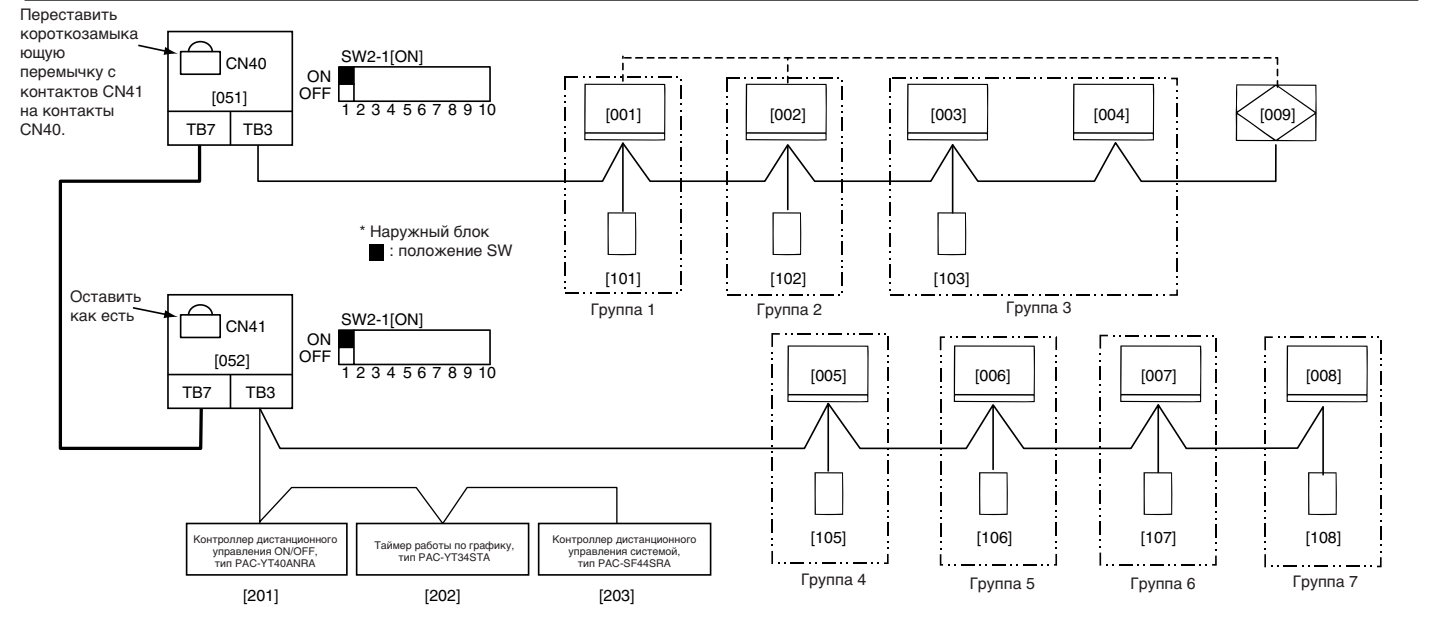 Переставить
короткозамыка
ющую
перемычку с
контактов CN41
на контакты
CN40.
CN40
[051]
TB7 TB3
SW2-1[ON]
ON
OFF
1 2 3 4 5 6 7 8 9 10
[001] [002] [003] [004] [009]
* Наружный блок
: положение SW
[101] [102] [103]
Группа 1 Группа 2 Группа 3
Оставить
как есть
CN41
[052]
TB7 TB3
SW2-1[ON]
ON
OFF
1 2 3 4 5 6 7 8 9 10
[005] [006] [007] [008]
[105] [106] [107] [108]
Группа 4 Группа 5 Группа 6 Группа 7
Контроллер дистанционного
управления ON/OFF,
тип PAC-YT40ANRA
[201]
Таймер работы по графику,
тип PAC-YT34STA
[202]
Контроллер дистанционного
управления системой,
тип PAC-SF44SRA
[203]